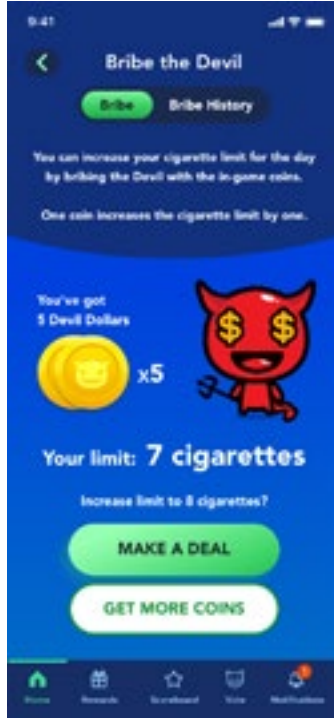 9:41
Bribe the Devil
Bribe
Bribe History
You can increase your cigarette limit for the day
by bribing the Devil with the in-game coins.
One coin increases the cigarette limit by one.
You've got
5 Devil Dollars
x5
Your limit: 7 cigarettes
Increase limit to 8 cigarettes?
MAKE A DEAL
GET MORE COINS
Home
Rewards
Scoreboard
Vote
Notifications